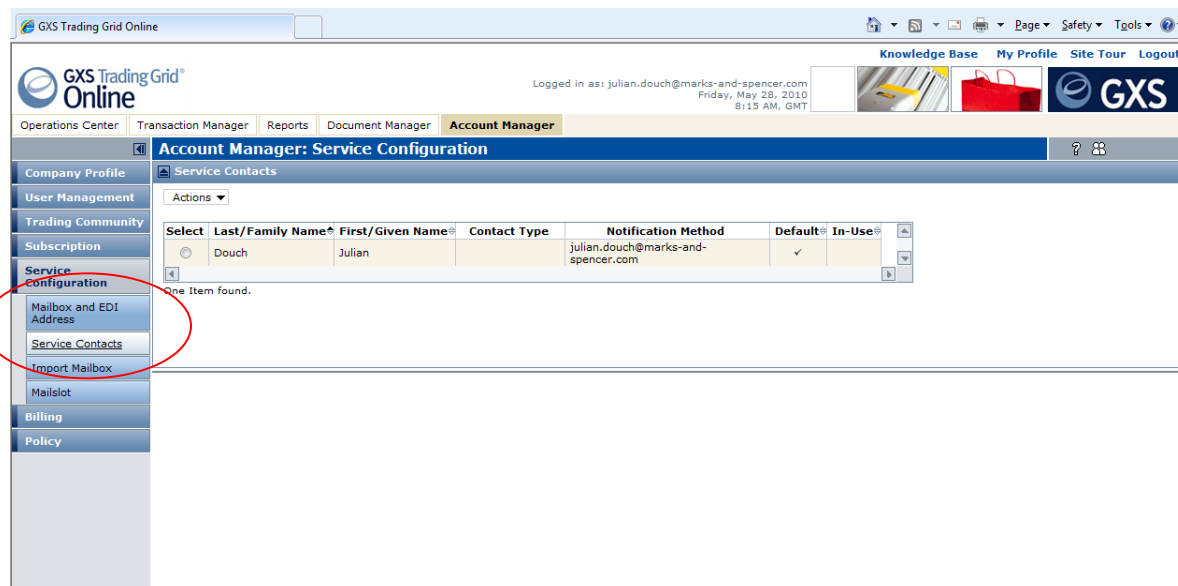 GXS Trading Grid Online
Page Safety Tools
Knowledge Base My Profile Site Tour Logout
GXS Trading Grid®
Online
Logged in as: julian.douch@marks-and-spencer.com
Friday, May 28, 2010
8:15 AM, GMT
GXS
Operations Center Transaction Manager Reports Document Manager Account Manager
Account Manager: Service Configuration
Company Profile
User Management
Trading Community
Subscription
Service
Configuration
Mailbox and EDI
Address
Service Contacts
Import Mailbox
Mailslot
Billing
Policy
Service Contacts
Actions
Select Last/Family Name First/Given Name Contact Type Notification Method Default In-Use
Douch Julian julian.douch@marks-and-
spencer.com
One Item found.